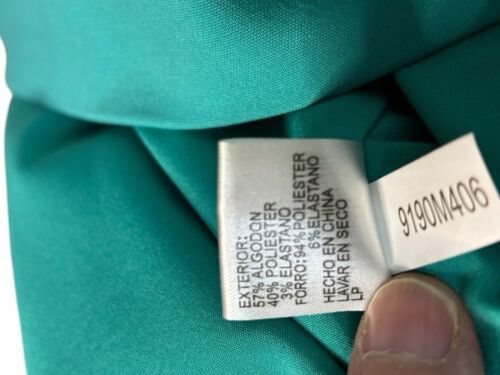 EXTERIOR:
57% ALGODON
40% POLIESTER
3% ELASTANO
FORRO: 94% POLIESTER
6% ELASTANO
HECHO EN CHINA
LAVAR EN SECO
LP
9190M406